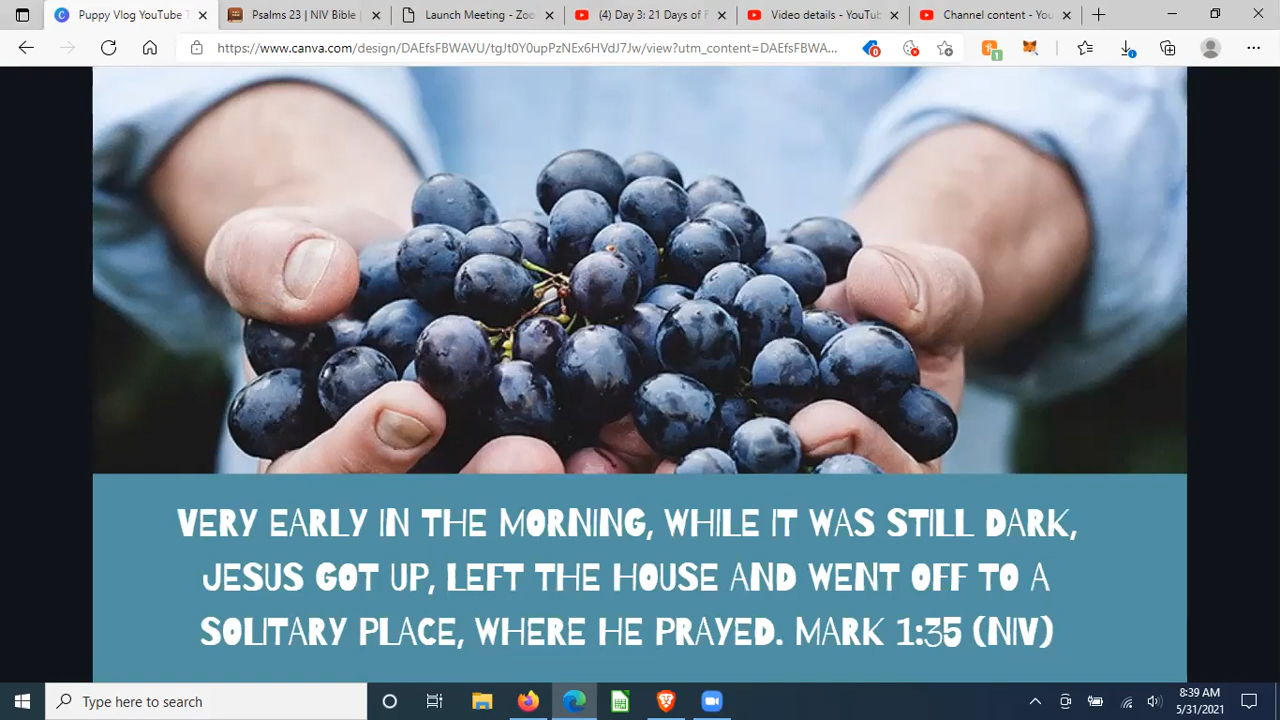 Puppy Vlog YouTube T
Psalms 23 | NIV Bible |
Launch Meeting - Zoo
(4) Day 3: 21 Days of F
Video details - YouTub
Channel content - You
https://www.canva.com/design/DAEfsFBWAVU/tgJt0Y0upPzNEx6HVdJ7Jw/view?utm_content=DAEfsFBWA...
0
1
VERY EARLY IN THE MORNING, WHILE IT WAS STILL DARK,
JESUS GOT UP, LEFT THE HOUSE AND WENT OFF TO A
SOLITARY PLACE, WHERE HE PRAYED. MARK 1:35 (NIV)
Type here to search
8:39 AM
5/31/2021